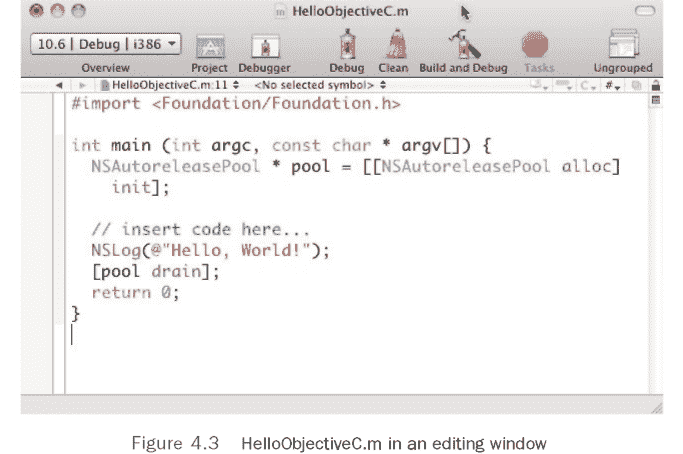 HelloObjectiveC.m
10.6 | Debug | i386
Overview Project Debugger Debug Clean Build and Debug Tasks Ungrouped
HelloObjectiveC.m:11 <No selected symbol> C #
#import <Foundation/Foundation.h>
int main (int argc, const char * argv[]) {
NSAutoreleasePool * pool = [[NSAutoreleasePool alloc]
init];
// insert code here...
NSLog(@"Hello, World!");
[pool drain];
return 0;
}
Figure 4.3 HelloObjectiveC.m in an editing window